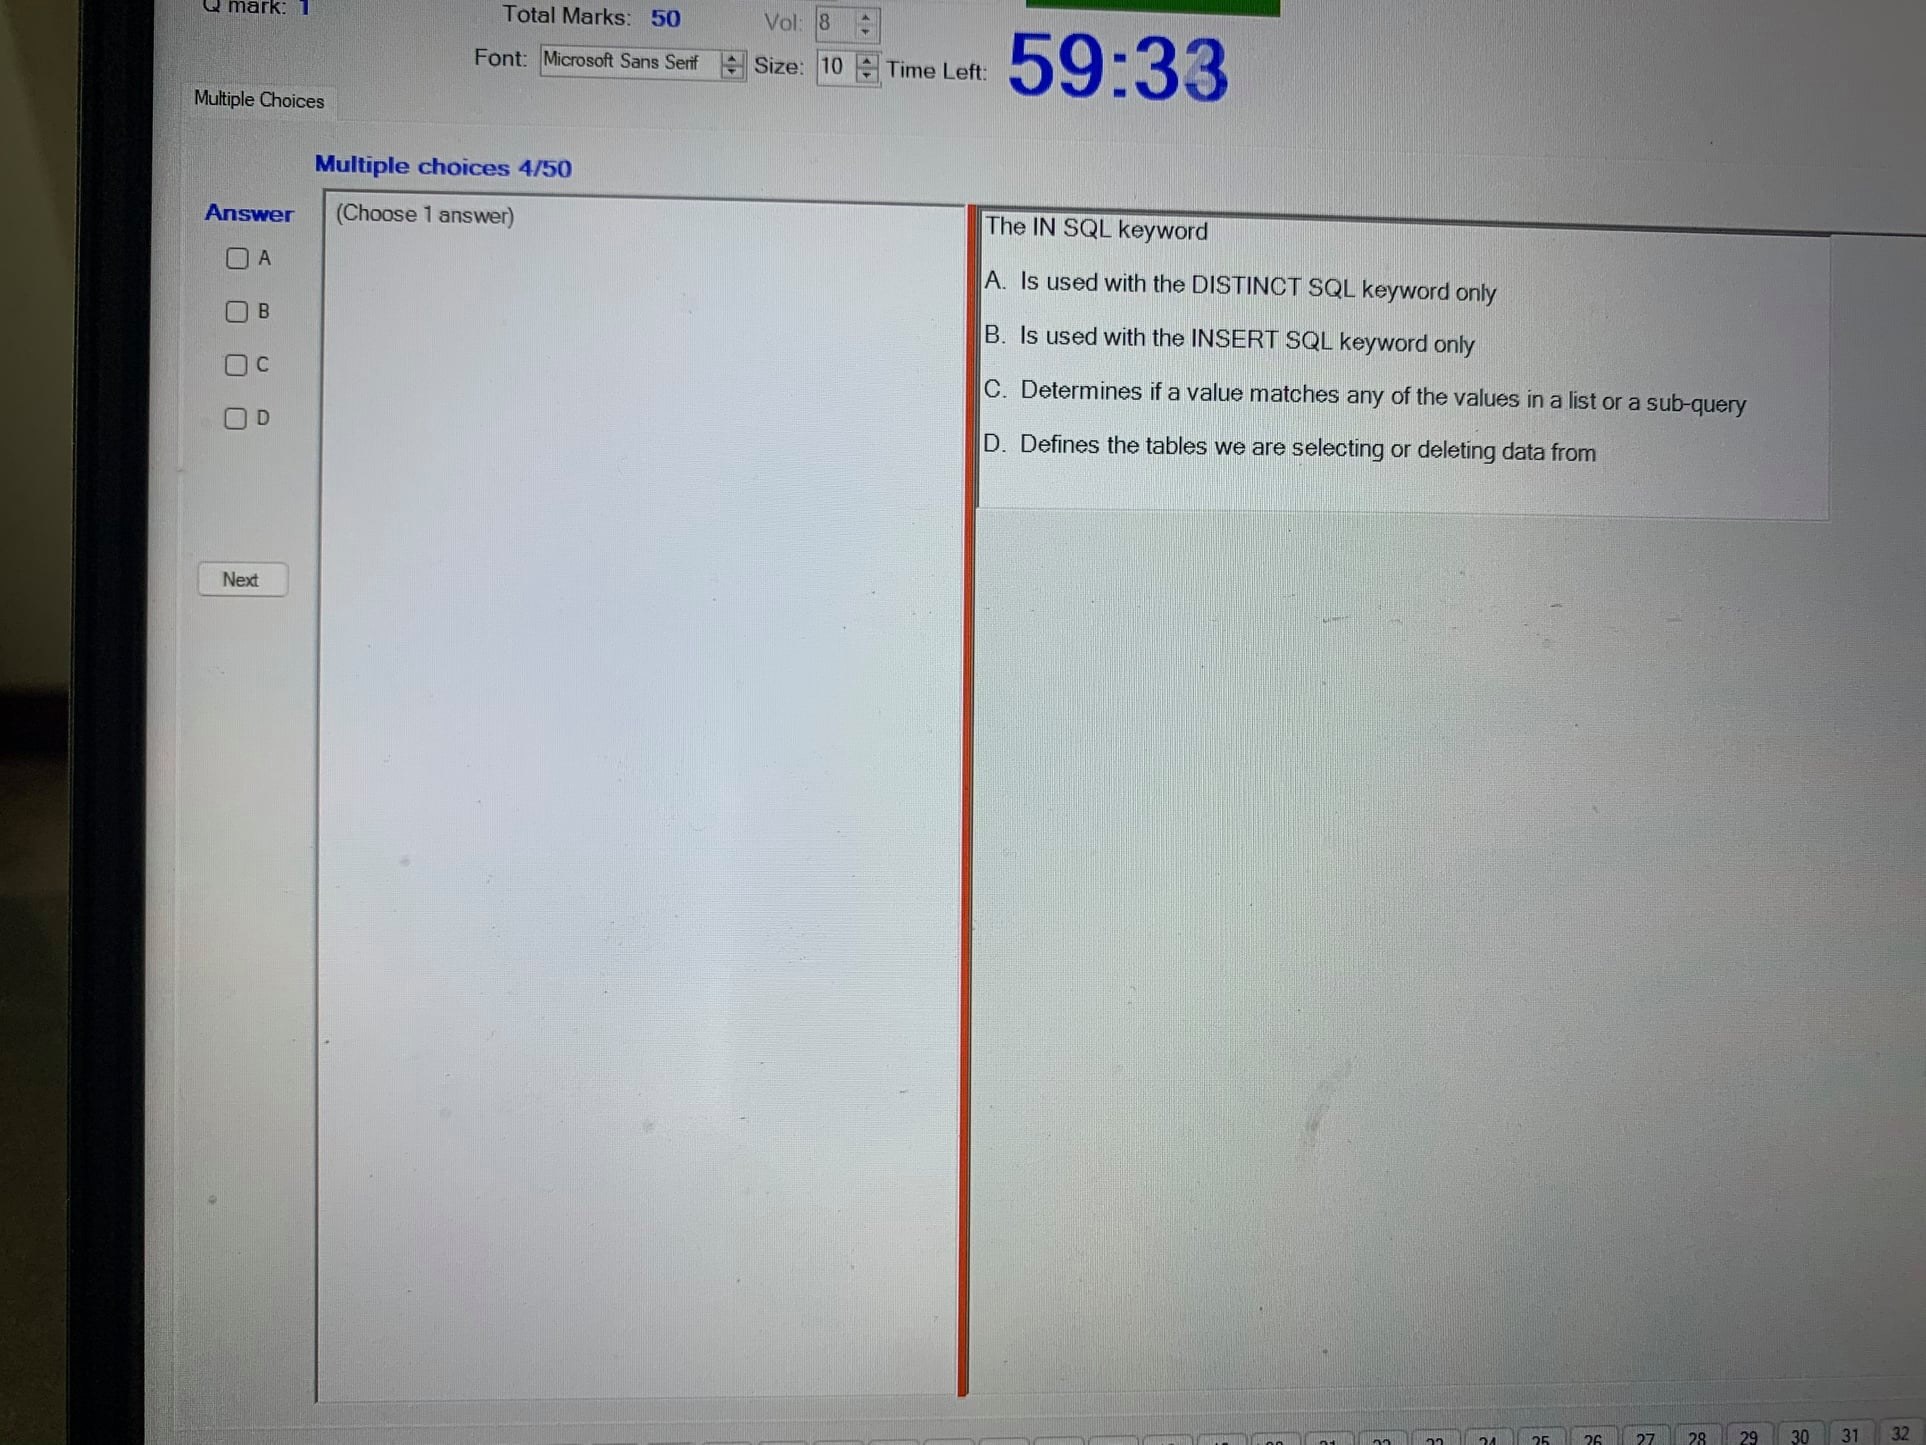 Q mark: 1
Total Marks: 50
Vol: 8
Font: Microsoft Sans Serif
Size: 10
Time Left:
59:33
Multiple Choices
Multiple choices 4/50
Answer
A
B
C
D
Next
(Choose 1 answer)
The IN SQL keyword
A. Is used with the DISTINCT SQL keyword only
B. Is used with the INSERT SQL keyword only
C. Determines if a value matches any of the values in a list or a sub-query
D. Defines the tables we are selecting or deleting data from
24 25 26 27 28 29 30 31 32